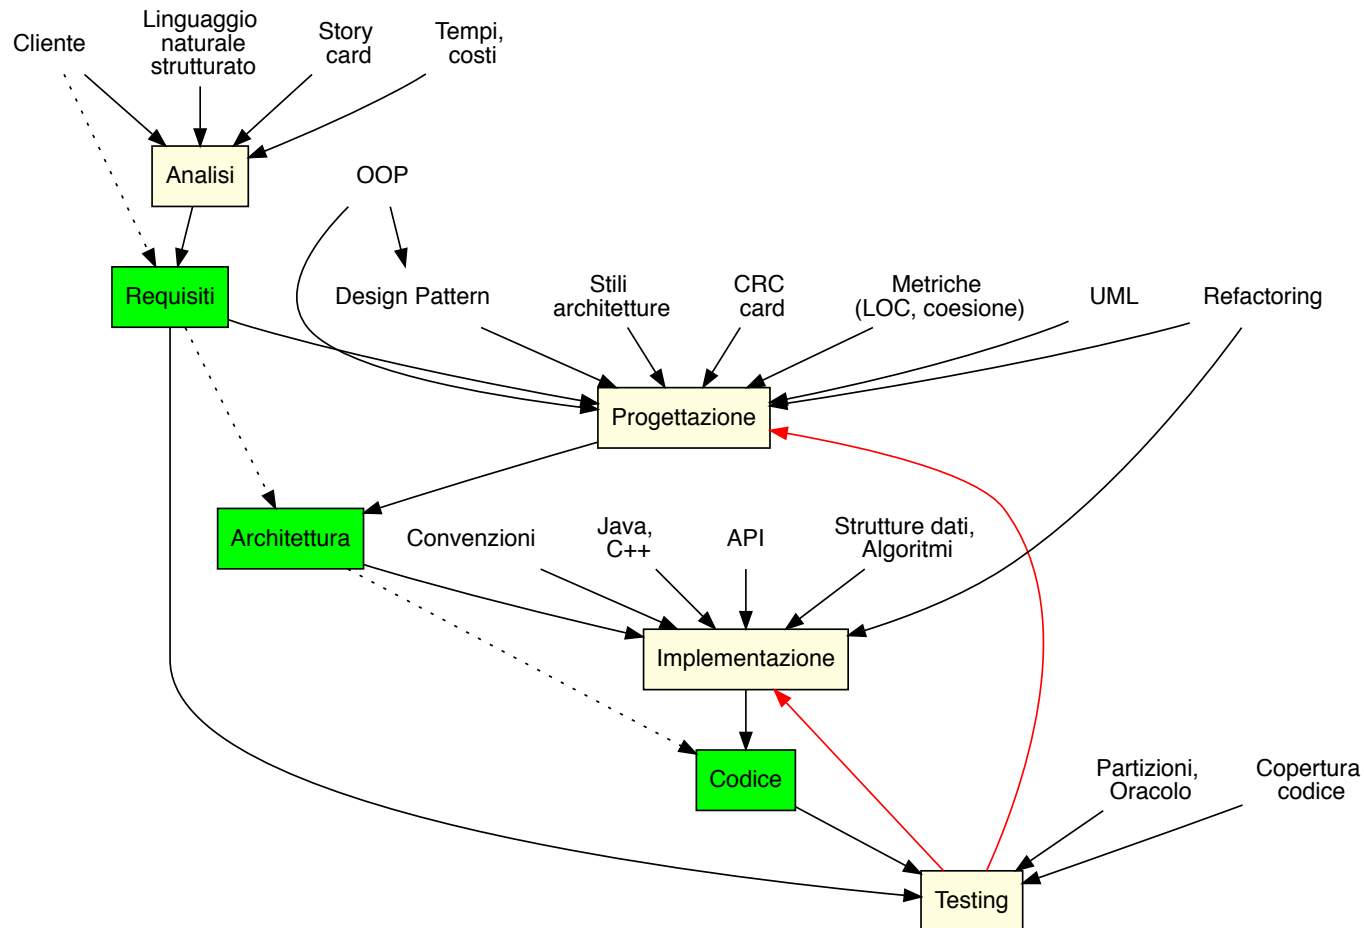 Cliente
Linguaggio
naturale
strutturato
Story
card
Tempi,
costi
Analisi
OOP
Requisiti
Design Pattern
Stili
architetture
CRC
card
Metriche
(LOC, coesione)
UML
Refactoring
Progettazione
Architettura
Convenzioni
Java,
C++
API
Strutture dati,
Algoritmi
Implementazione
Codice
Partizioni,
Oracolo
Copertura
codice
Testing